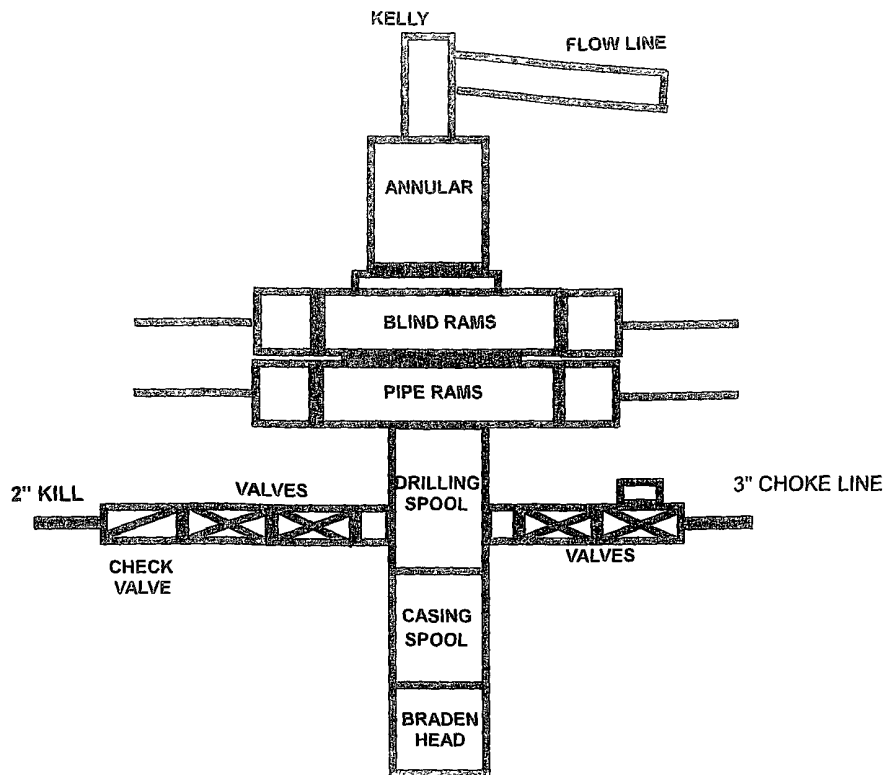 KELLY
FLOW LINE
ANNULAR
BLIND RAMS
PIPE RAMS
2" KILL
VALVES
DRILLING
SPOOL
3" CHOKE LINE
CHECK
VALVE
VALVES
CASING
SPOOL
BRADEN
HEAD